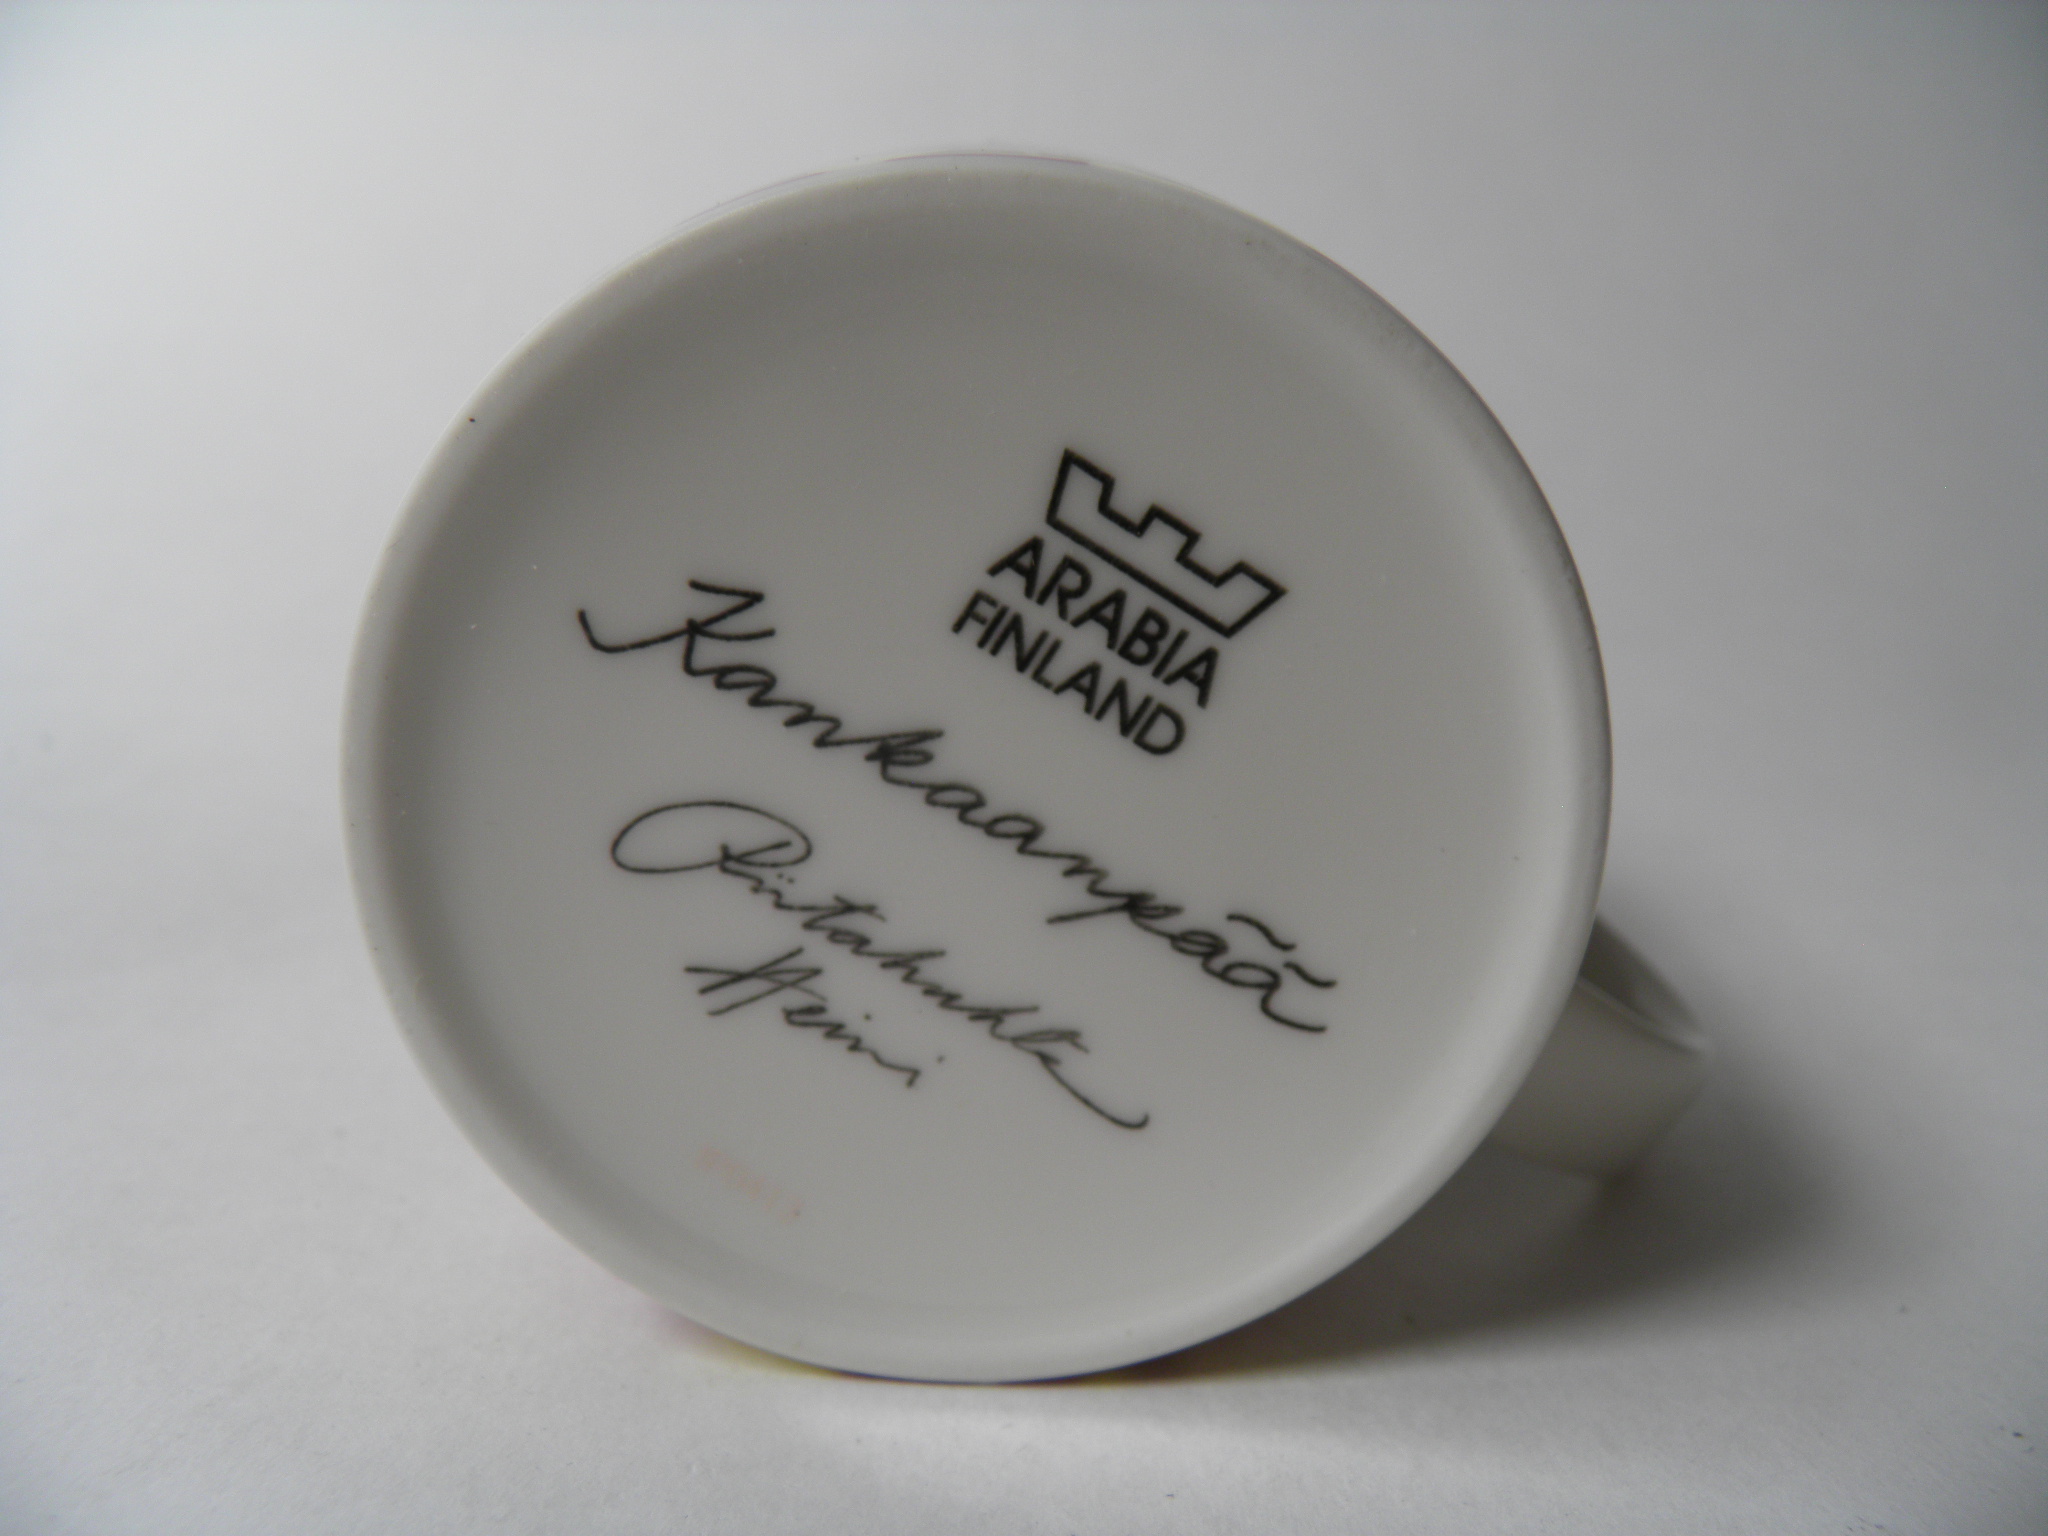 ARABIA
FINLAND
Kankaanpää
Riitahuhta
Heini